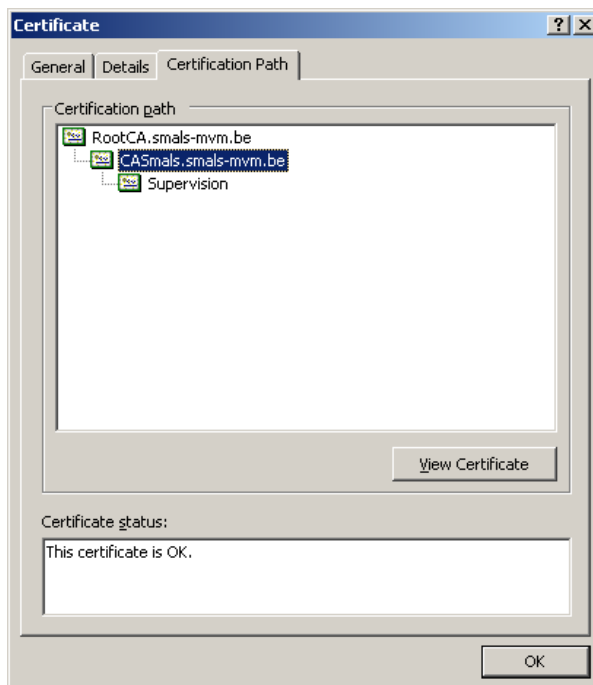 Certificate
General
Details
Certification Path
Certification path
RootCA.smals-mvm.be
CASmals.smals-mvm.be
Supervision
View Certificate
Certificate status:
This certificate is OK.
OK